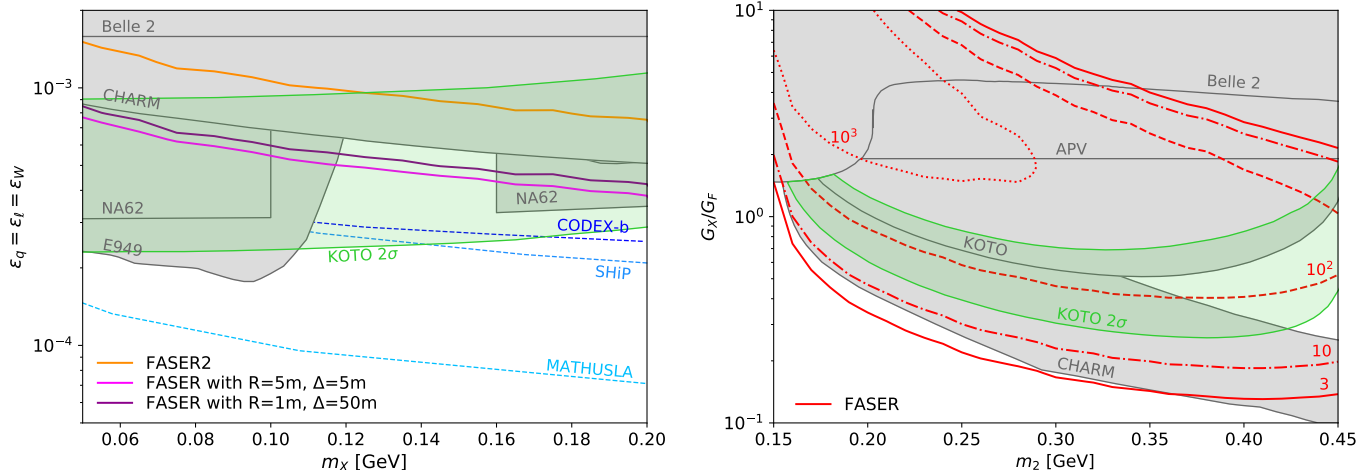 Belle 2
CHARM
NA62
E949
NA62
CODEX-b
KOTO 2σ
SHiP
MATHUSLA
FASER2
FASER with R=5m, Δ=5m
FASER with R=1m, Δ=50m
10⁻³
10⁻⁴
ε_q = ε_ℓ = ε_W
0.06 0.08 0.10 0.12 0.14 0.16 0.18 0.20
m_X [GeV]
10¹
10⁰
10⁻¹
G_X/G_F
Belle 2
10³
APV
KOTO
10²
KOTO 2σ
10
CHARM
3
FASER
0.15 0.20 0.25 0.30 0.35 0.40 0.45
m₂ [GeV]